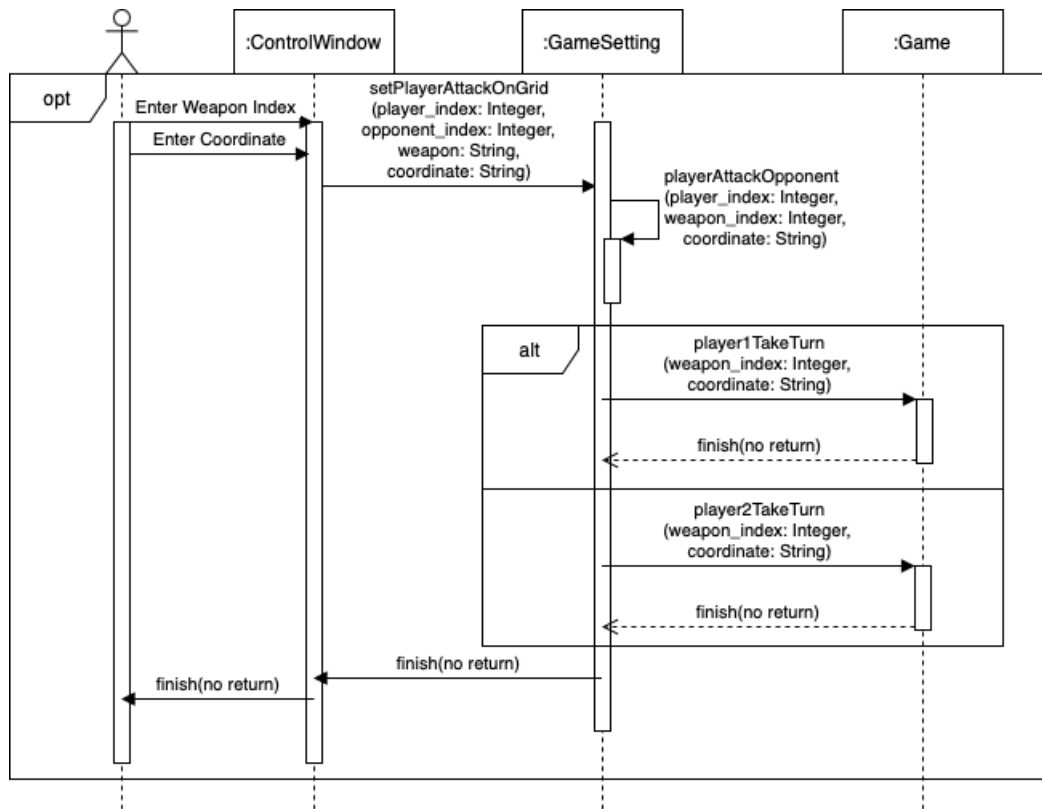 :ControlWindow
:GameSetting
:Game
opt
Enter Weapon Index
Enter Coordinate
setPlayerAttackOnGrid
(player_index: Integer,
opponent_index: Integer,
weapon: String,
coordinate: String)
playerAttackOpponent
(player_index: Integer,
weapon_index: Integer,
coordinate: String)
alt
player1TakeTurn
(weapon_index: Integer,
coordinate: String)
finish(no return)
player2TakeTurn
(weapon_index: Integer,
coordinate: String)
finish(no return)
finish(no return)
finish(no return)